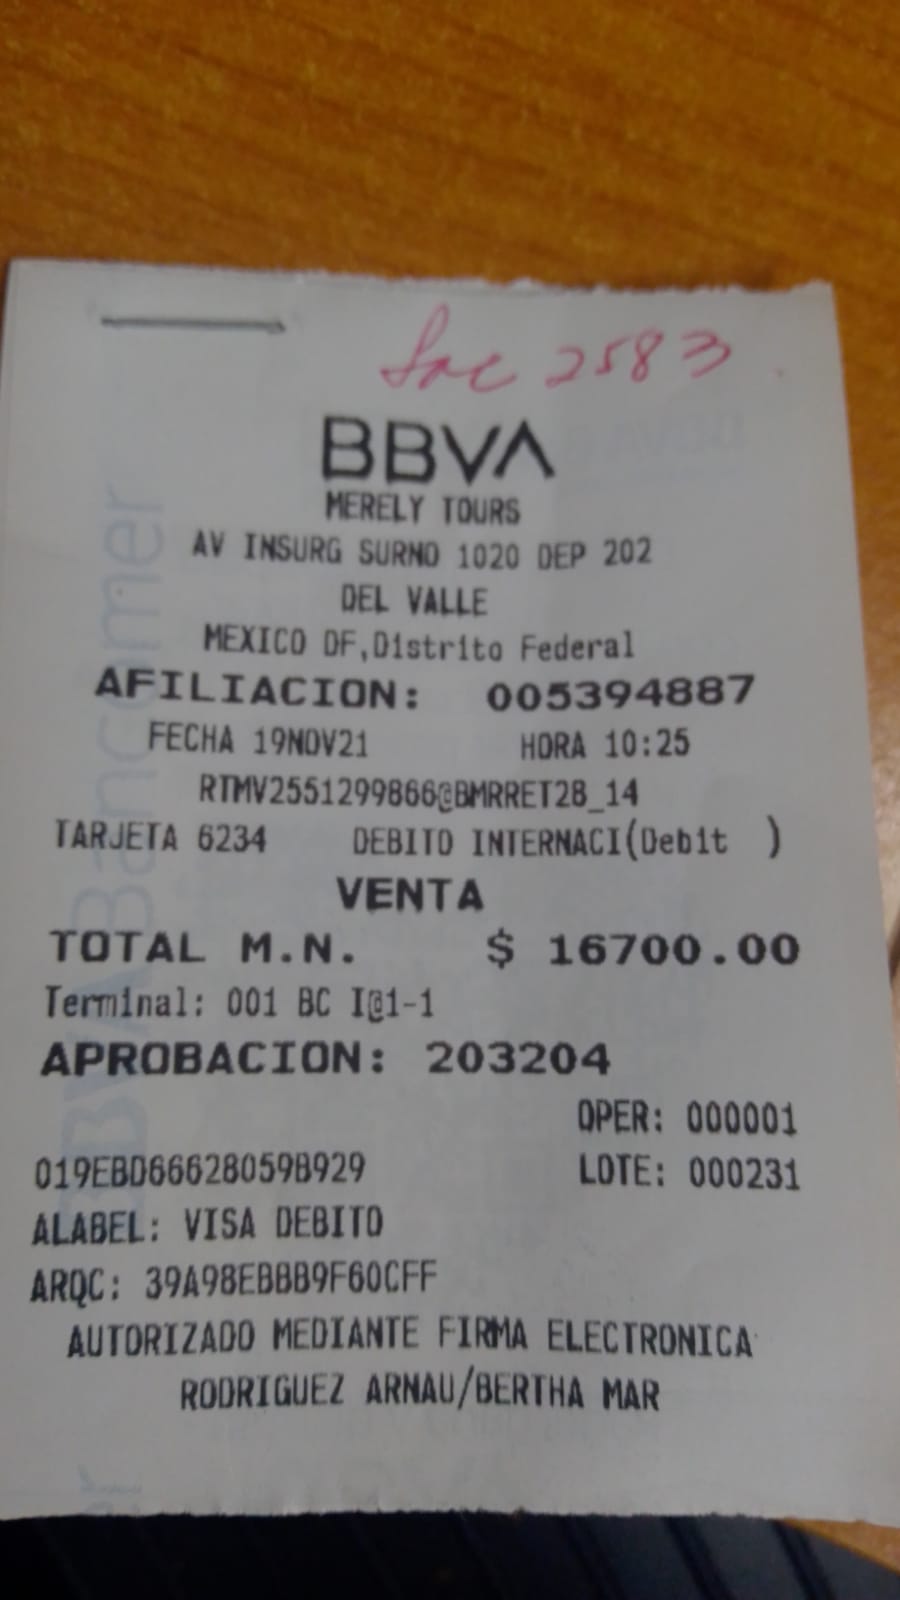 2583
BBVA
MERELY TOURS
AV INSURG SURNO 1020 DEP 202
DEL VALLE
MEXICO DF,Distrito Federal
AFILIACION: 005394887
FECHA 19NOV21 HORA 10:25
RTMV2551299866@BMRRET28_14
TARJETA 6234 DEBITO INTERNACI(Debit )
VENTA
TOTAL M.N. $ 16700.00
Terminal: 001 BC I@1-1
APROBACION: 203204
OPER: 000001
019EBD666280598929 LOTE: 000231
ALABEL: VISA DEBITO
ARQC: 39A98EBBB9F60CFF
AUTORIZADO MEDIANTE FIRMA ELECTRONICA
RODRIGUEZ ARNAU/BERTHA MAR
BBVA Bancomer